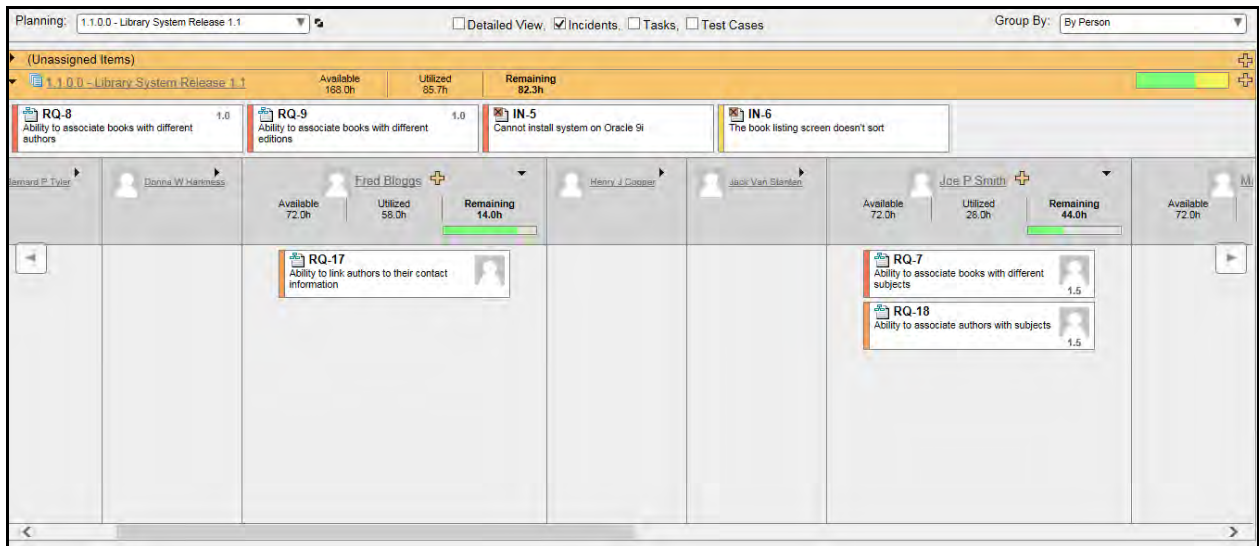 Planning: 1.1.0.0 - Library System Release 1.1 Detailed View, Incidents, Tasks, Test Cases Group By: By Person
(Unassigned Items)
1.1.0.0 - Library System Release 1.1 Available Utilized Remaining
168.0h 85.7h 82.3h
RQ-8 1.0 RQ-9 1.0 IN-5 IN-6
Ability to associate books with different Ability to associate books with different Cannot install system on Oracle 9i The book listing screen doesn't sort
authors editions
Bernard P Tyler Donna W Harkness Fred Bloggs Henry J Cooper Jack Van Stanten Joe P Smith
Available Utilized Remaining Available Utilized Remaining Available
72.0h 58.0h 14.0h 72.0h 28.0h 44.0h 72.0h
RQ-17 RQ-7
Ability to link authors to their contact Ability to associate books with different
information subjects
1.5
RQ-18
Ability to associate authors with subjects
1.5